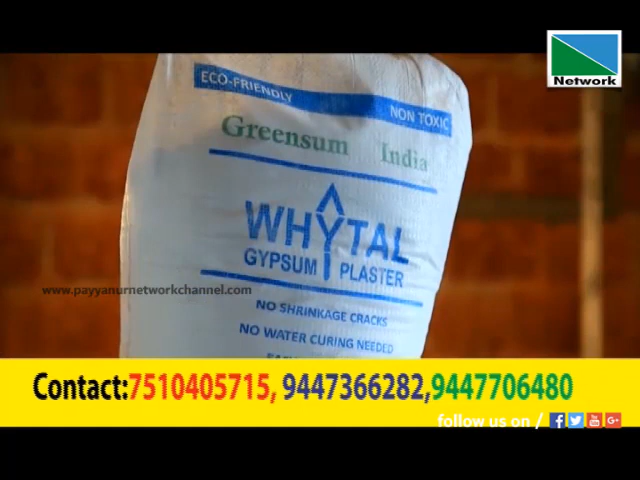 Network
ECO-FRIENDLY
NON TOXIC
Greensum India
WHYTAL
GYPSUM PLASTER
www.payyanurnetworkchannel.com
NO SHRINKAGE CRACKS
NO WATER CURING NEEDED
Contact:7510405715, 9447366282,9447706480
follow us on /